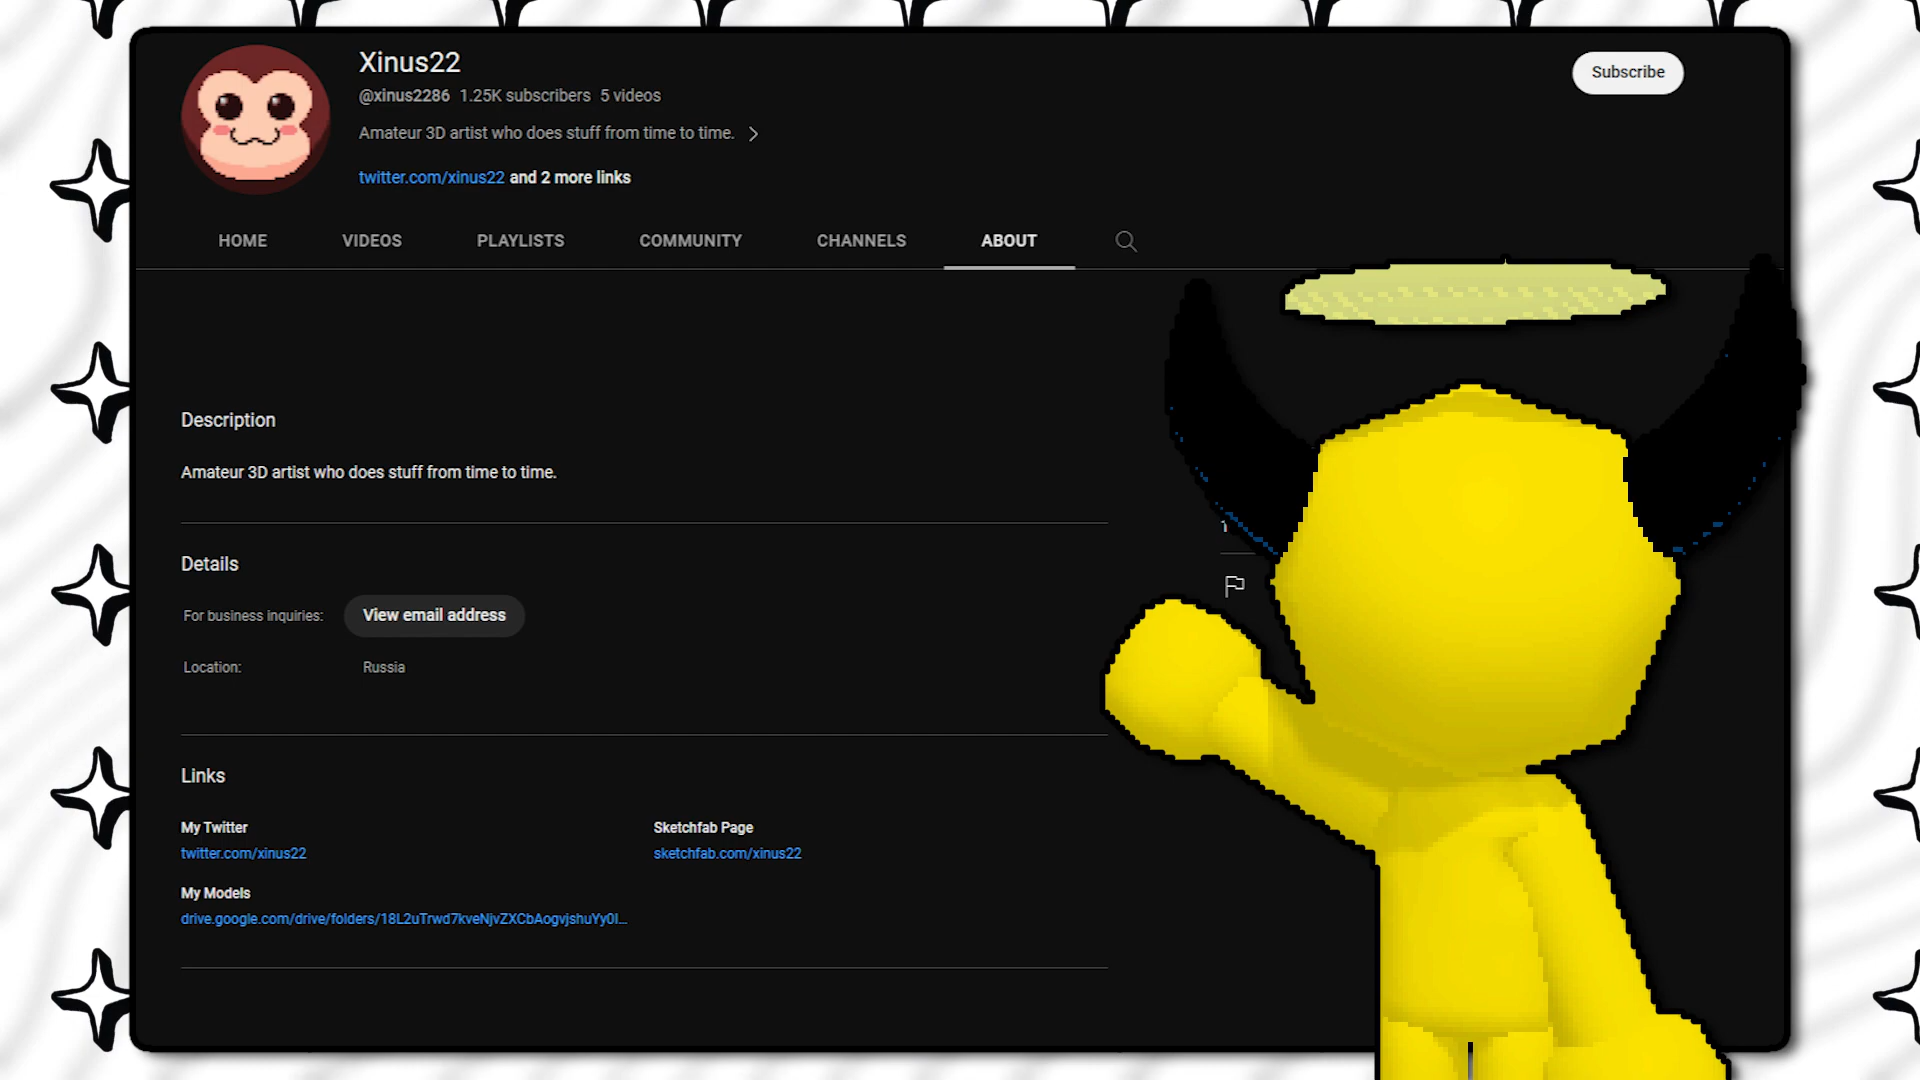 Xinus22
Subscribe
@xinus2286 1.25K subscribers 5 videos
Amateur 3D artist who does stuff from time to time.
twitter.com/xinus22 and 2 more links
HOME VIDEOS PLAYLISTS COMMUNITY CHANNELS ABOUT
Description
Amateur 3D artist who does stuff from time to time.
Details
For business inquiries: View email address
Location: Russia
Links
My Twitter
twitter.com/xinus22
Sketchfab Page
sketchfab.com/xinus22
My Models
drive.google.com/drive/folders/18L2uTrwd7kveNjvZXCbAogvjshuYy0I...